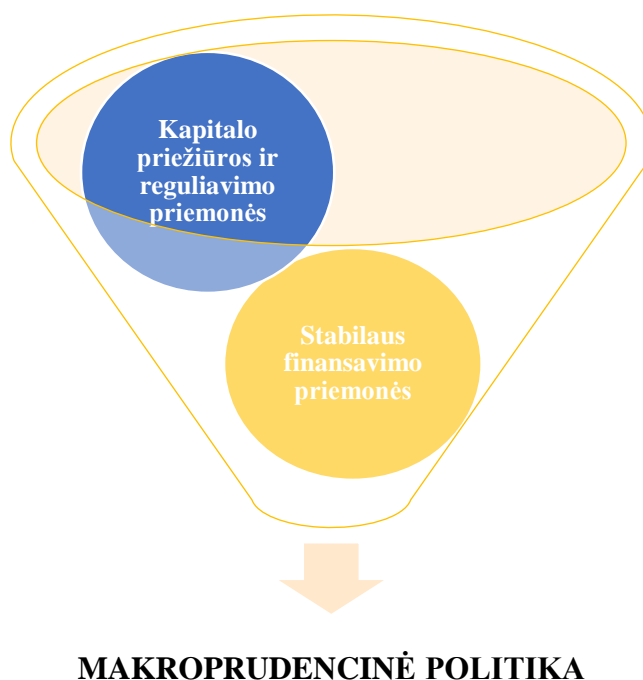 Kapitalo
priežiūros ir
reguliavimo
priemonės
Stabilaus
finansavimo
priemonės
MAKROPRUDENCINĖ POLITIKA